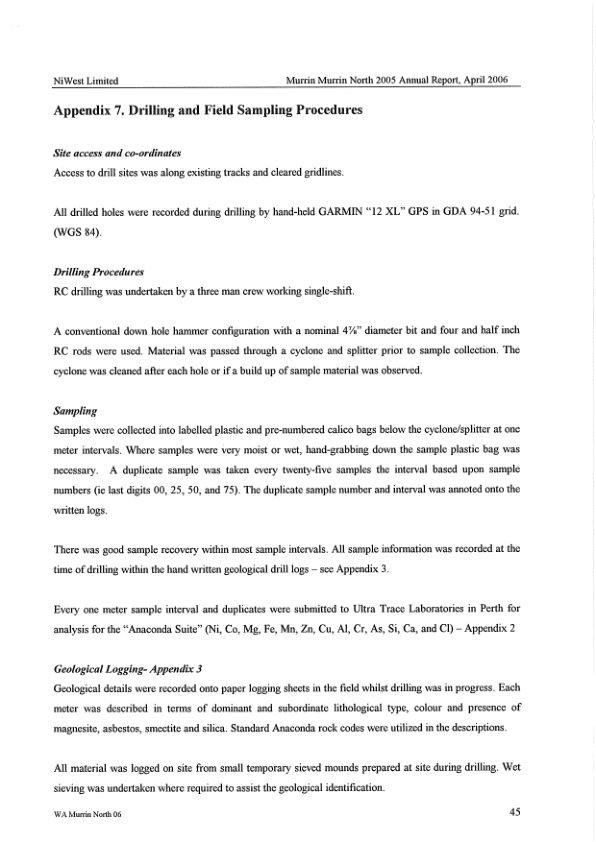 NiWest Limited Murrin Murrin North 2005 Annual Report, April 2006
Appendix 7. Drilling and Field Sampling Procedures
Site access and co-ordinates
Access to drill sites was along existing tracks and cleared gridlines.
All drilled holes were recorded during drilling by hand-held GARMIN “12 XL” GPS in GDA 94-51 grid.
(WGS 84).
Drilling Procedures
RC drilling was undertaken by a three man crew working single-shift.
A conventional down hole hammer configuration with a nominal 4⅞” diameter bit and four and half inch
RC rods were used. Material was passed through a cyclone and splitter prior to sample collection. The
cyclone was cleaned after each hole or if a build up of sample material was observed.
Sampling
Samples were collected into labelled plastic and pre-numbered calico bags below the cyclone/splitter at one
meter intervals. Where samples were very moist or wet, hand-grabbing down the sample plastic bag was
necessary. A duplicate sample was taken every twenty-five samples the interval based upon sample
numbers (ie last digits 00, 25, 50, and 75). The duplicate sample number and interval was annoted onto the
written logs.
There was good sample recovery within most sample intervals. All sample information was recorded at the
time of drilling within the hand written geological drill logs – see Appendix 3.
Every one meter sample interval and duplicates were submitted to Ultra Trace Laboratories in Perth for
analysis for the “Anaconda Suite” (Ni, Co, Mg, Fe, Mn, Zn, Cu, Al, Cr, As, Si, Ca, and Cl) – Appendix 2
Geological Logging- Appendix 3
Geological details were recorded onto paper logging sheets in the field whilst drilling was in progress. Each
meter was described in terms of dominant and subordinate lithological type, colour and presence of
magnesite, asbestos, smectite and silica. Standard Anaconda rock codes were utilized in the descriptions.
All material was logged on site from small temporary sieved mounds prepared at site during drilling. Wet
sieving was undertaken where required to assist the geological identification.
WA Murrin North 06 45